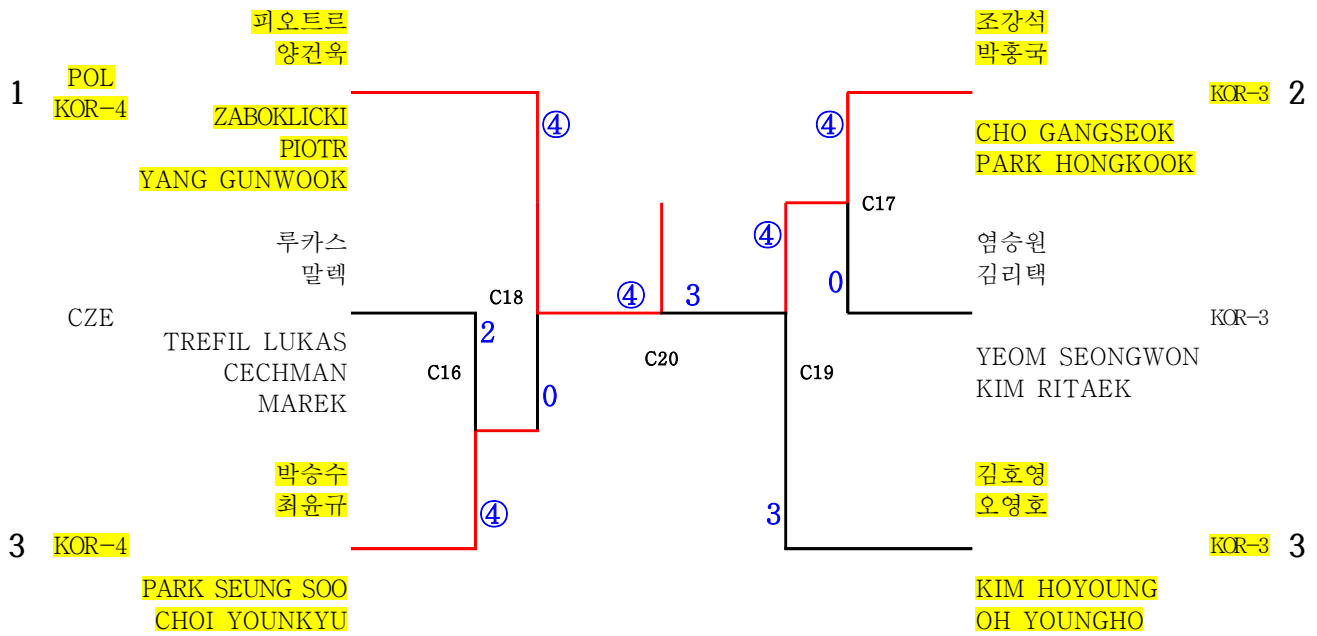 피오트르
양건욱
1
POL
KOR-4
ZABOKLICKI
PIOTR
YANG GUNWOOK
④
루카스
말렉
CZE
TREFIL LUKAS
CECHMAN
MAREK
2
C16
C18
0
박승수
최윤규
3
KOR-4
④
PARK SEUNG SOO
CHOI YOUNKYU
④
3
C20
조강석
박홍국
KOR-3
2
④
CHO GANGSEOK
PARK HONGKOOK
C17
④
염승원
김리택
0
KOR-3
YEOM SEONGWON
KIM RITAEK
C19
김호영
오영호
3
KOR-3
3
KIM HOYOUNG
OH YOUNGHO